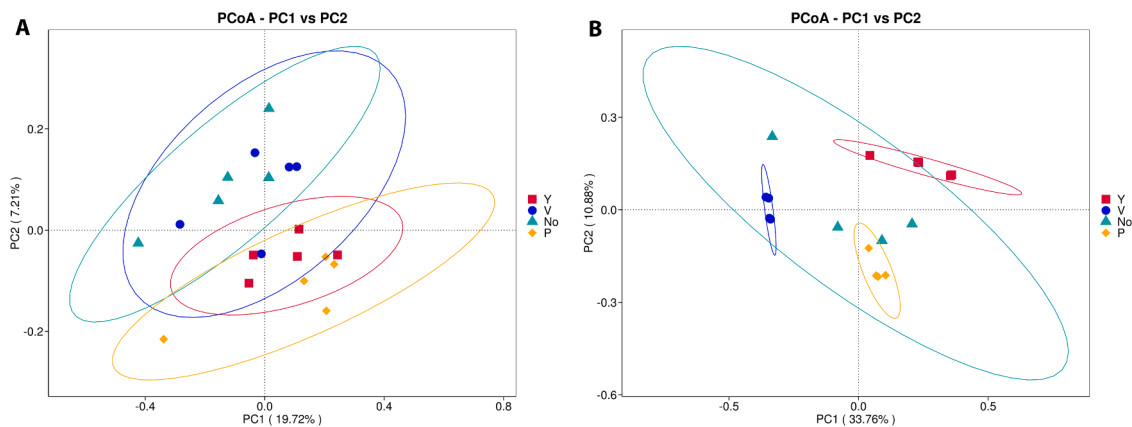 A
PCoA - PC1 vs PC2
PC2 ( 7.21% )
0.2
0.0
-0.2
-0.4
0.0
0.4
0.8
PC1 ( 19.72% )
Y
V
No
P
B
PCoA - PC1 vs PC2
PC2 ( 10.88% )
0.3
0.0
-0.3
-0.6
-0.5
0.0
0.5
PC1 ( 33.76% )
Y
V
No
P